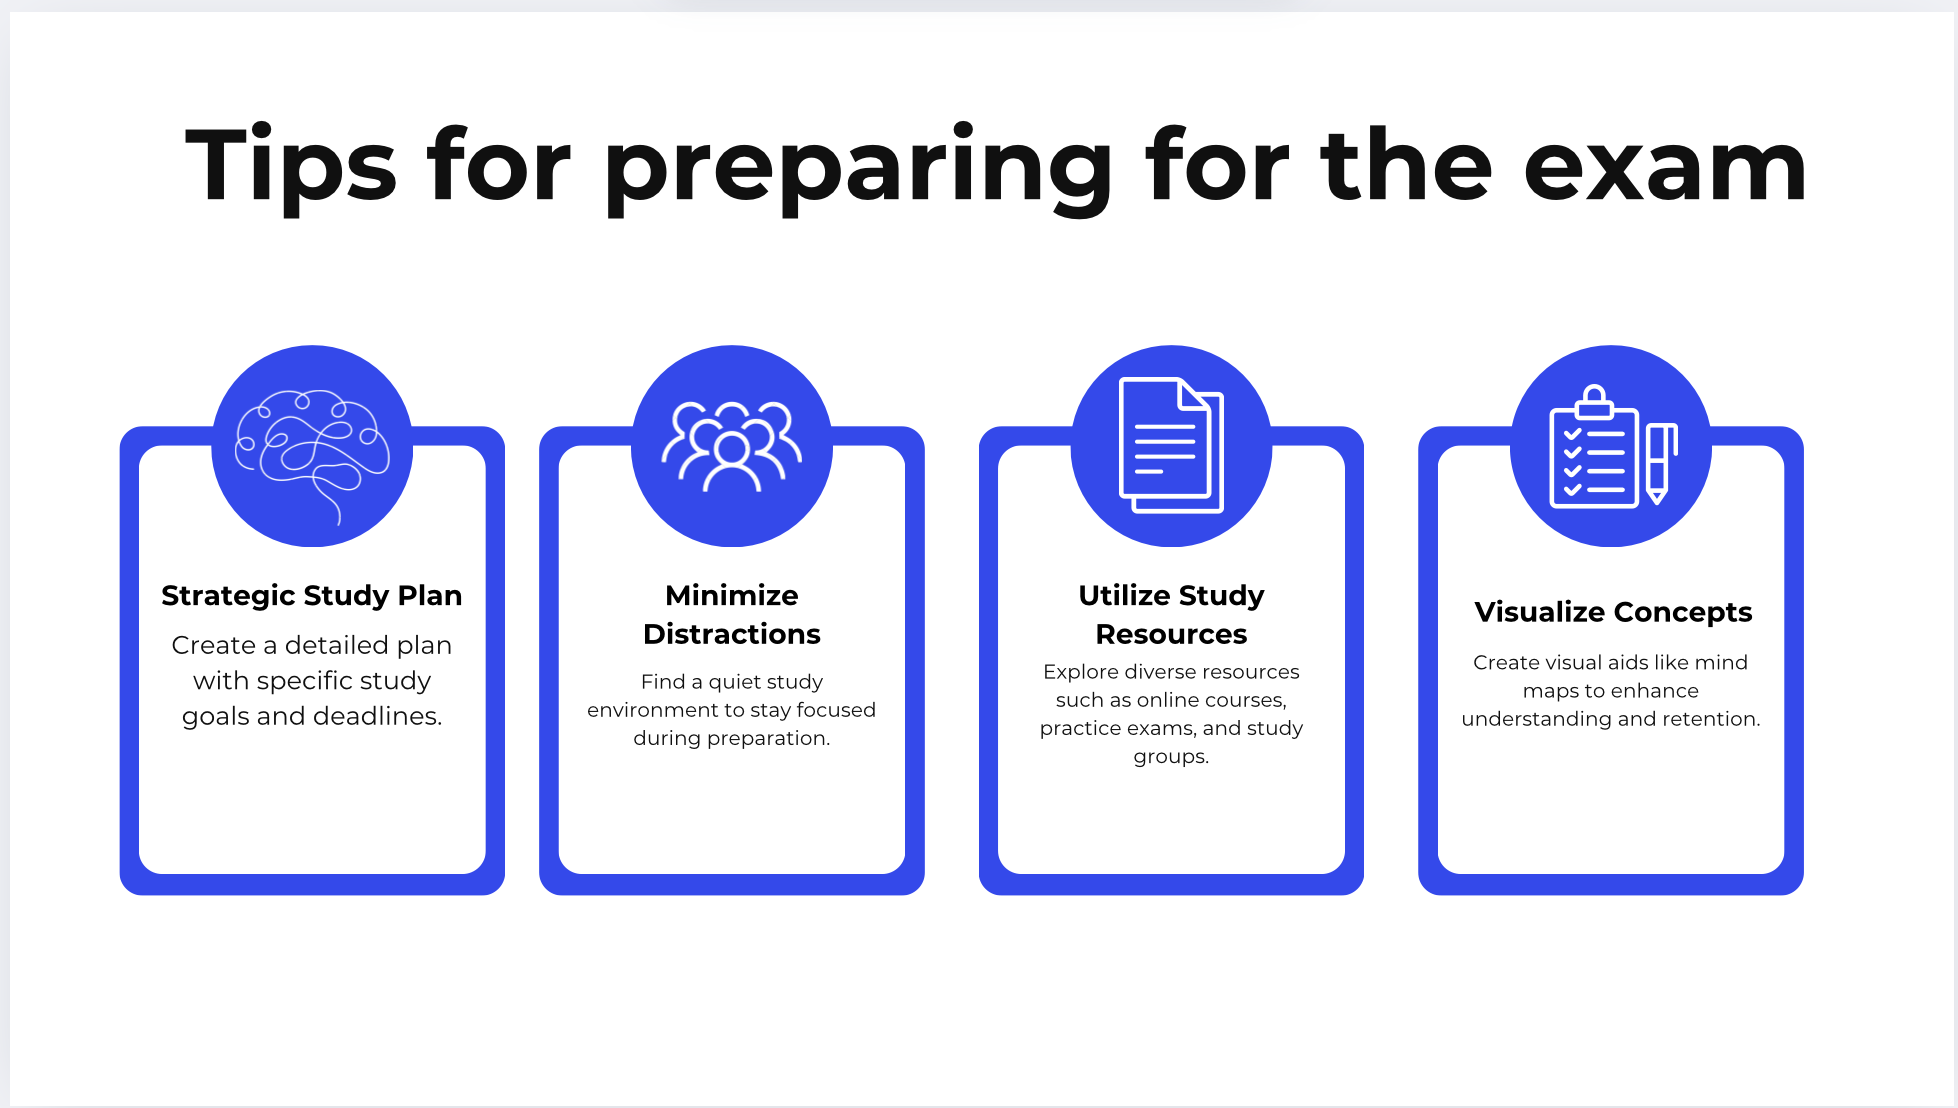 Tips for preparing for the exam
Strategic Study Plan
Create a detailed plan
with specific study
goals and deadlines.
Minimize
Distractions
Find a quiet study
environment to stay focused
during preparation.
Utilize Study
Resources
Explore diverse resources
such as online courses,
practice exams, and study
groups.
Visualize Concepts
Create visual aids like mind
maps to enhance
understanding and retention.